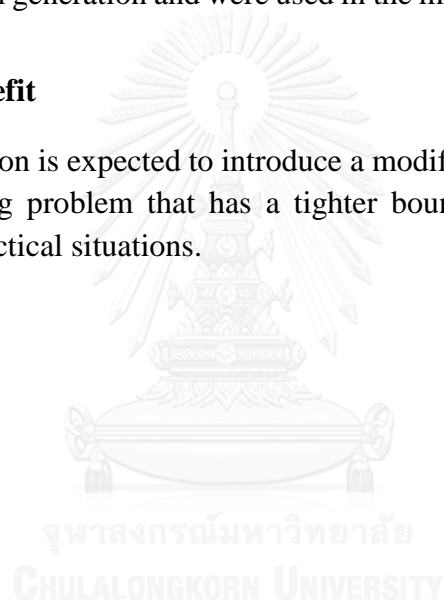 generation and were used in the
efit
on is expected to introduce a modif
g problem that has a tighter bour
ctical situations.
จุฬาลงกรณ์มหาวิทยาลัย
CHULALONGKORN UNIVERSITY